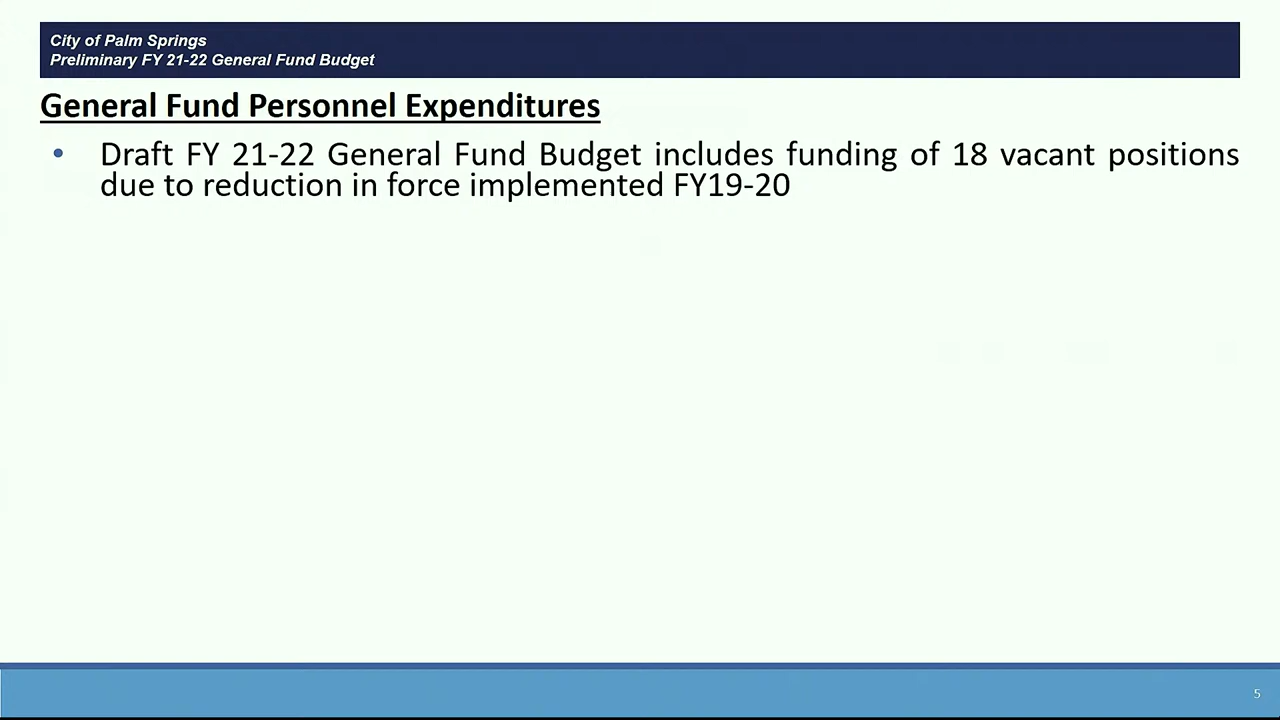 City of Palm Springs
Preliminary FY 21-22 General Fund Budget
General Fund Personnel Expenditures
• Draft FY 21-22 General Fund Budget includes funding of 18 vacant positions
due to reduction in force implemented FY19-20
5